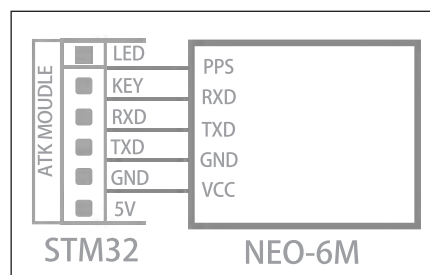 ATK MOUDLE
LED
KEY
RXD
TXD
GND
5V
STM32
PPS
RXD
TXD
GND
VCC
NEO-6M